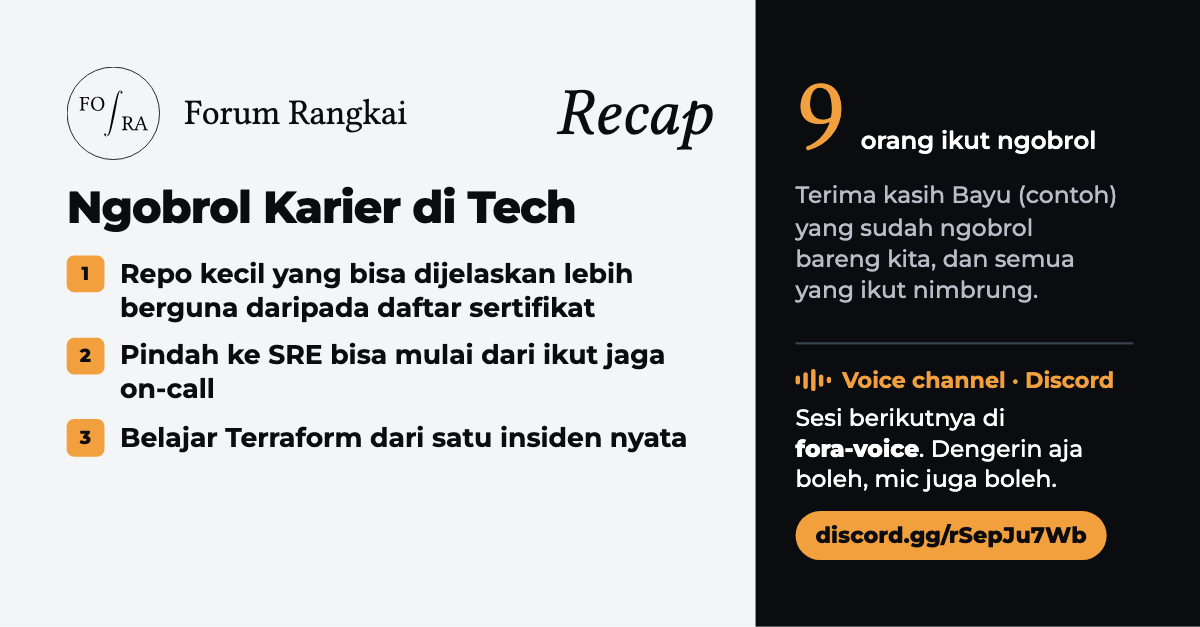 FO
RA
Forum Rangkai
Recap
Ngobrol Karier di Tech
1
Repo kecil yang bisa dijelaskan lebih
berguna daripada daftar sertifikat
2
Pindah ke SRE bisa mulai dari ikut jaga
on-call
3
Belajar Terraform dari satu insiden nyata
9
orang ikut ngobrol
Terima kasih Bayu (contoh)
yang sudah ngobrol
bareng kita, dan semua
yang ikut nimbrung.
Voice channel · Discord
Sesi berikutnya di
fora-voice. Dengerin aja
boleh, mic juga boleh.
discord.gg/rSepJu7Wb